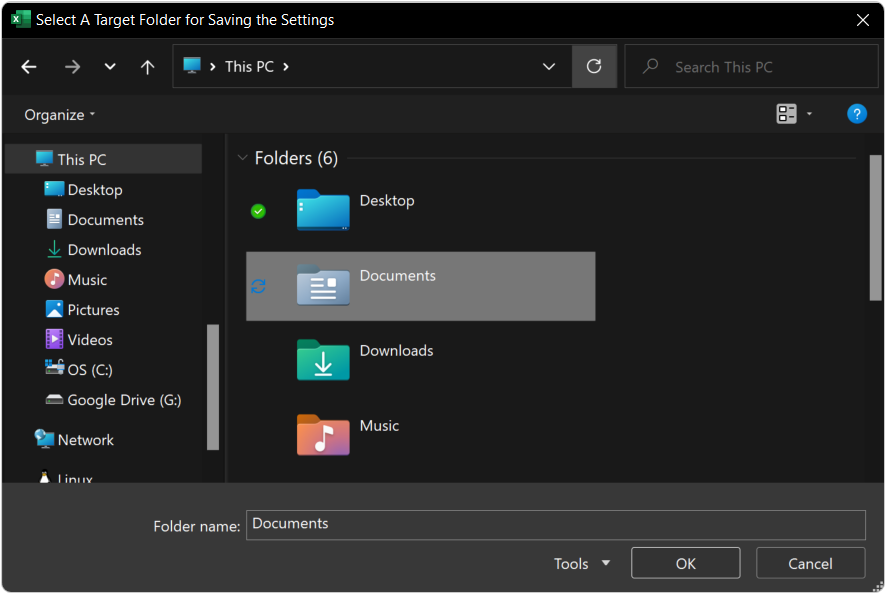 Select A Target Folder for Saving the Settings
This PC
Search This PC
Organize
?
This PC
Desktop
Documents
Downloads
Music
Pictures
Videos
OS (C:)
Google Drive (G:)
Network
Linux
Folders (6)
Desktop
Documents
Downloads
Music
Folder name: Documents
Tools OK Cancel